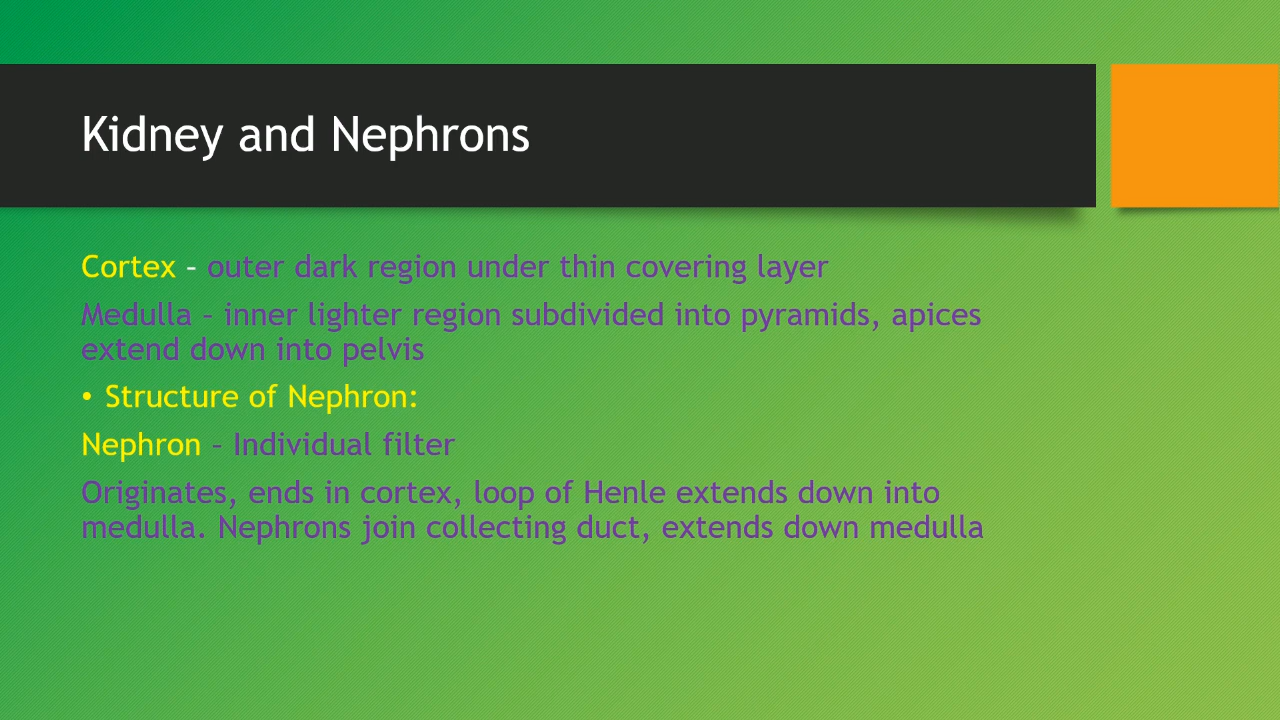 Kidney and Nephrons
Cortex – outer dark region under thin covering layer
Medulla – inner lighter region subdivided into pyramids, apices
extend down into pelvis
• Structure of Nephron:
Nephron – Individual filter
Originates, ends in cortex, loop of Henle extends down into
medulla. Nephrons join collecting duct, extends down medulla